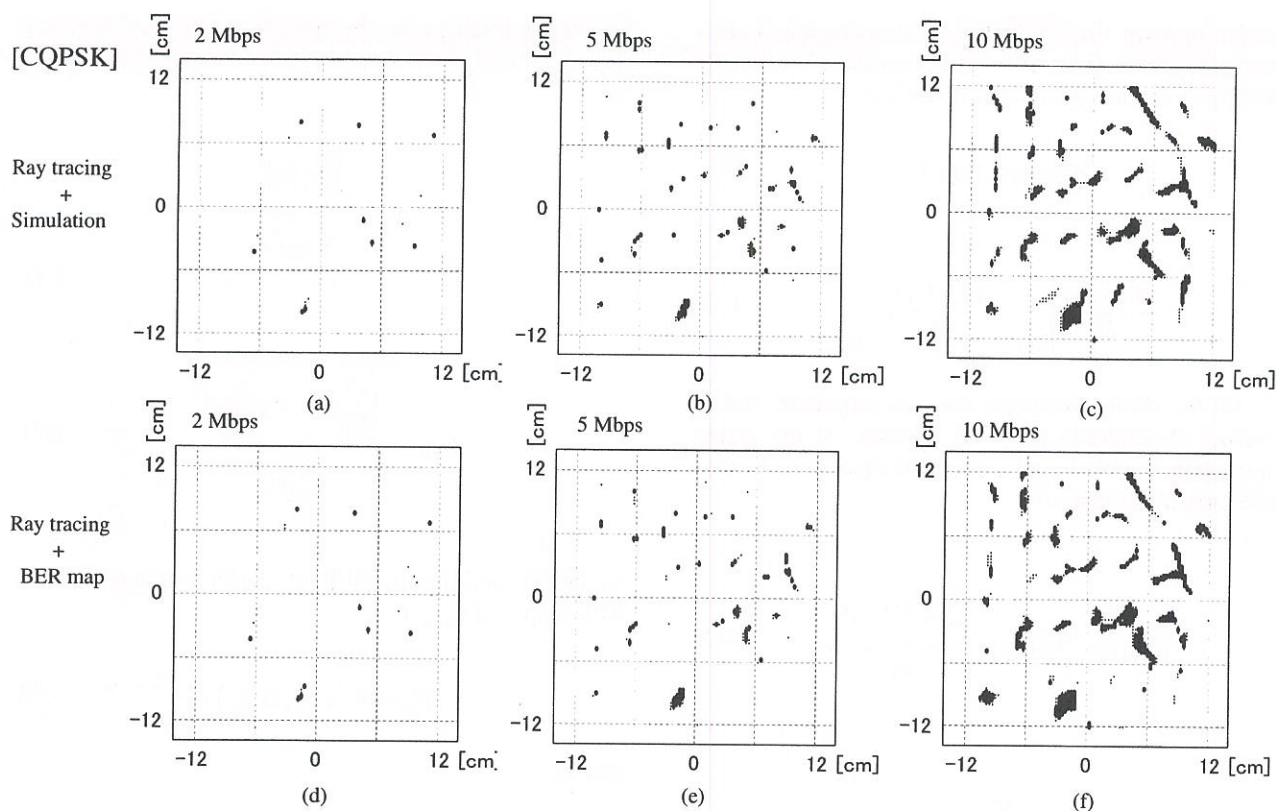 [CQPSK]
[cm]
2 Mbps
12
0
-12
-12 0 12 [cm]
(a)
[cm]
5 Mbps
12
0
-12
-12 0 12 [cm]
(b)
[cm]
10 Mbps
12
0
-12
-12 0 12 [cm]
(c)
Ray tracing
+
Simulation
[cm]
2 Mbps
12
0
-12
-12 0 12 [cm]
(d)
[cm]
5 Mbps
12
0
-12
-12 0 12 [cm]
(e)
[cm]
10 Mbps
12
0
-12
-12 0 12 [cm]
(f)
Ray tracing
+
BER map